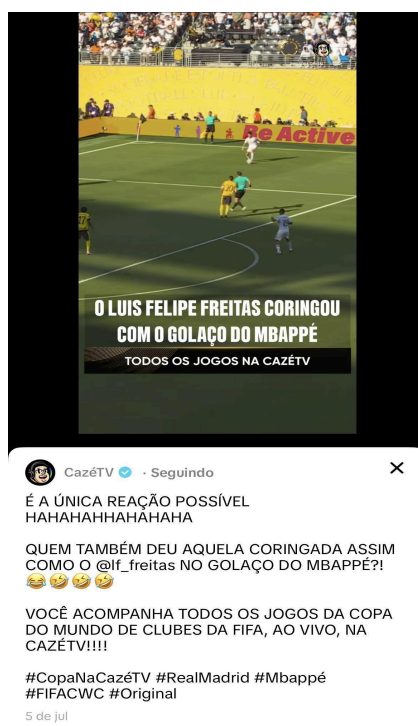 Be Active
O LUIS FELIPE FREITAS CORINGOU
COM O GOLAÇO DO MBAPPÉ
TODOS OS JOGOS NA CAZÉTV
CazéTV · Seguindo
É A ÚNICA REAÇÃO POSSÍVEL
HAHAHAHHAHAHAHA
QUEM TAMBÉM DEU AQUELA CORINGADA ASSIM
COMO O @lf_freitas NO GOLAÇO DO MBAPPÉ?!
😂🤣🤣🤣
VOCÊ ACOMPANHA TODOS OS JOGOS DA COPA
DO MUNDO DE CLUBES DA FIFA, AO VIVO, NA
CAZÉTV!!!!
#CopaNaCazéTV #RealMadrid #Mbappé
#FIFACWC #Original
5 de jul